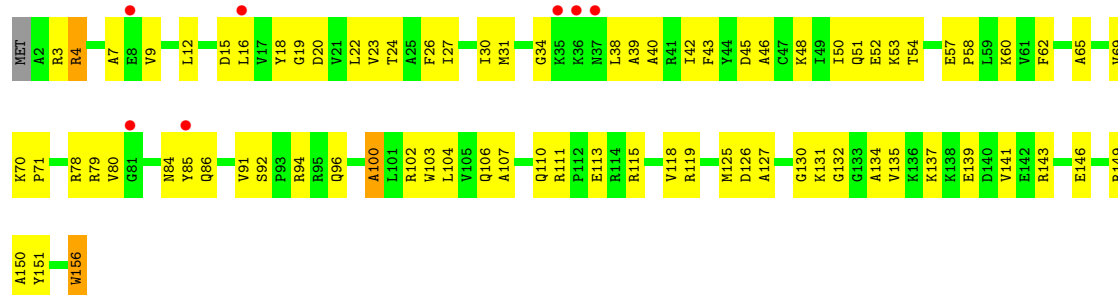 MET A2 R3 R4 A7 E8 V9 L12 D15 L16 V17 Y18 G19 D20 V21 L22 V23 T24 A25 F26 I27 I30 M31 G34 K35 K36 N37 L38 A39 A40 R41 I42 F43 Y44 D45 A46 C47 K48 I49 I50 Q51 E52 K53 T54 E57 P58 L59 K60 V61 F62 A65
K70 P71 R78 R79 V80 G81 N84 Y85 Q86 V91 S92 P93 R94 R95 Q96 A100 L101 R102 W103 L104 V105 Q106 A107 Q110 R111 P112 E113 R114 R115 V118 R119 M125 D126 A127 G130 K131 G132 G133 A134 V135 K136 K137 K138 E139 D140 V141 E142 R143 E146
A150 Y151 W156